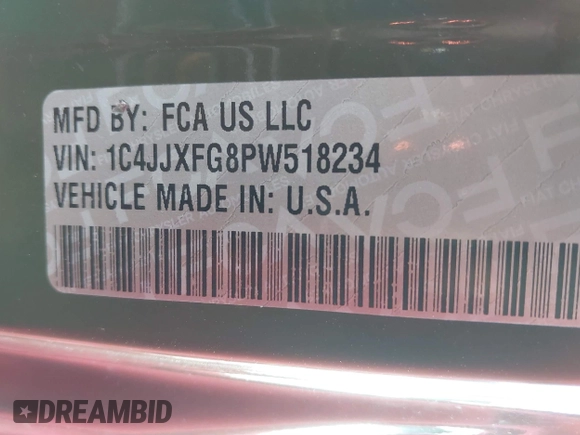 MFD BY: FCA US LLC
VIN: 1C4JJXFG8PW518234
VEHICLE MADE IN: U.S.A.
DREAMBID